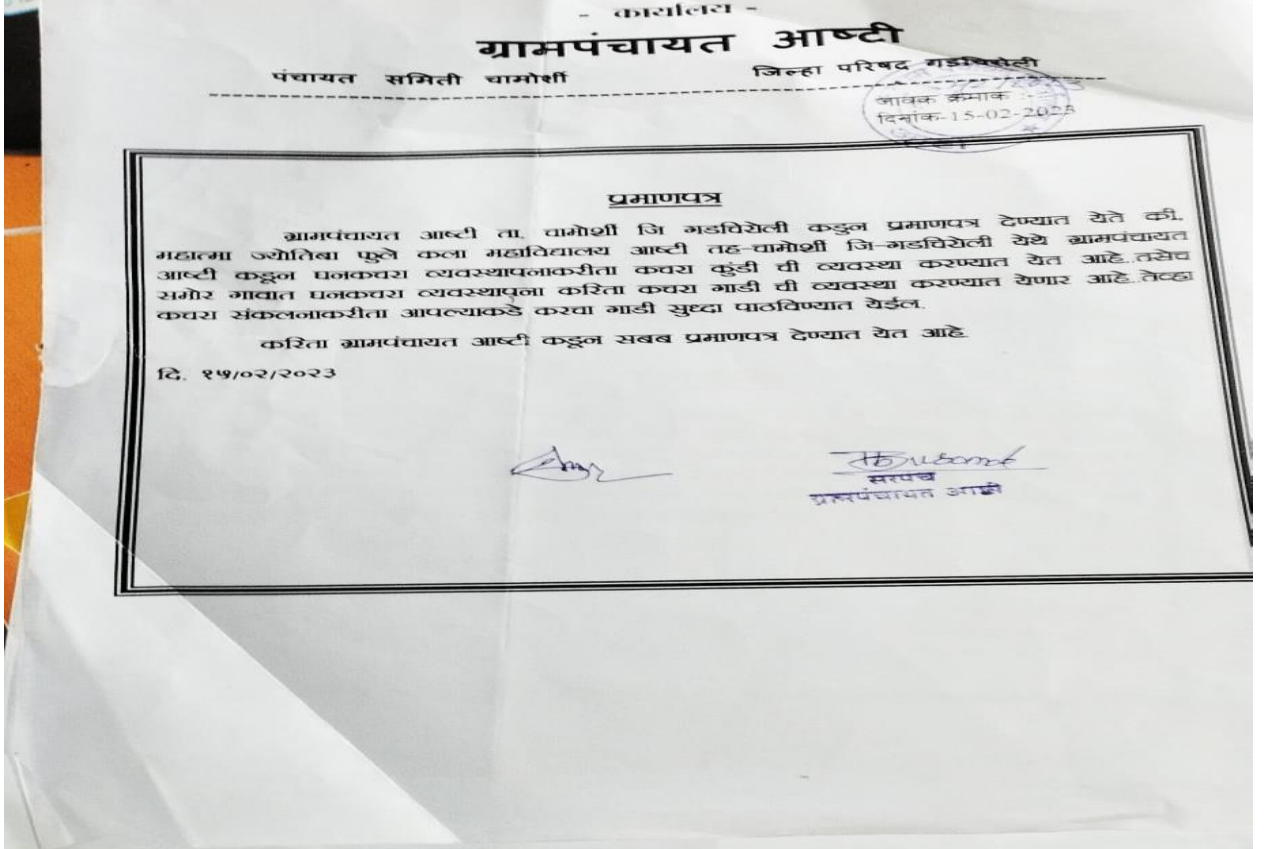 - कार्यालय -
ग्रामपंचायत आष्टी
पंचायत समिती चामोर्शी जिल्हा परिषद गडचिरोली
जावक क्रमांक :-
दिनांक-15-02-2023
प्रमाणपत्र
ग्रामपंचायत आष्टी ता. चामोर्शी जि गडचिरोली कडुन प्रमाणपत्र देण्यात येते की,
महात्मा ज्योतिबा फुले कला महाविद्यालय आष्टी तह-चामोर्शी जि-गडचिरोली येथे ग्रामपंचायत
आष्टी कडून घनकचरा व्यवस्थापनाकरीता कचरा कुंडी ची व्यवस्था करण्यात येत आहे..तसेच
समोर गावात घनकचरा व्यवस्थापना करिता कचरा गाडी ची व्यवस्था करण्यात येणार आहे..तेव्हा
कचरा संकलनाकरीता आपल्याकडे करचा गाडी सुध्दा पाठविण्यात येईल.
करिता ग्रामपंचायत आष्टी कडून सबब प्रमाणपत्र देण्यात येत आहे.
दि. १५/०२/२०२३
सरपंच
ग्रामपंचायत आष्टी